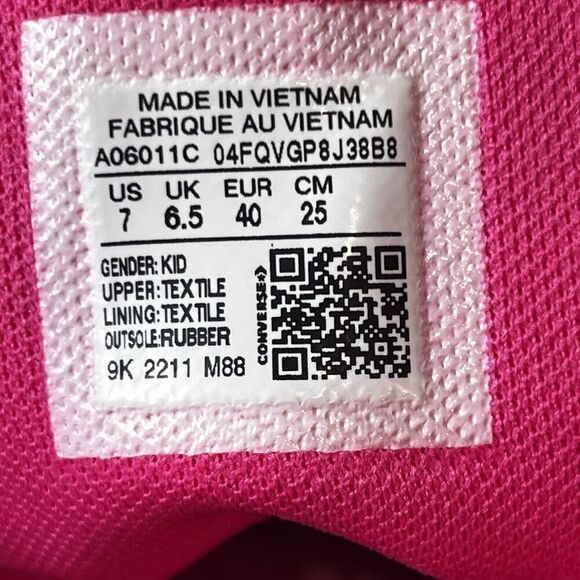 MADE IN VIETNAM
FABRIQUE AU VIETNAM
A06011C 04FQVGP8J38B8
US UK EUR CM
7 6.5 40 25
GENDER:KID
UPPER:TEXTILE
LINING:TEXTILE
OUTSOLE:RUBBER
9K 2211 M88
CONVERSE